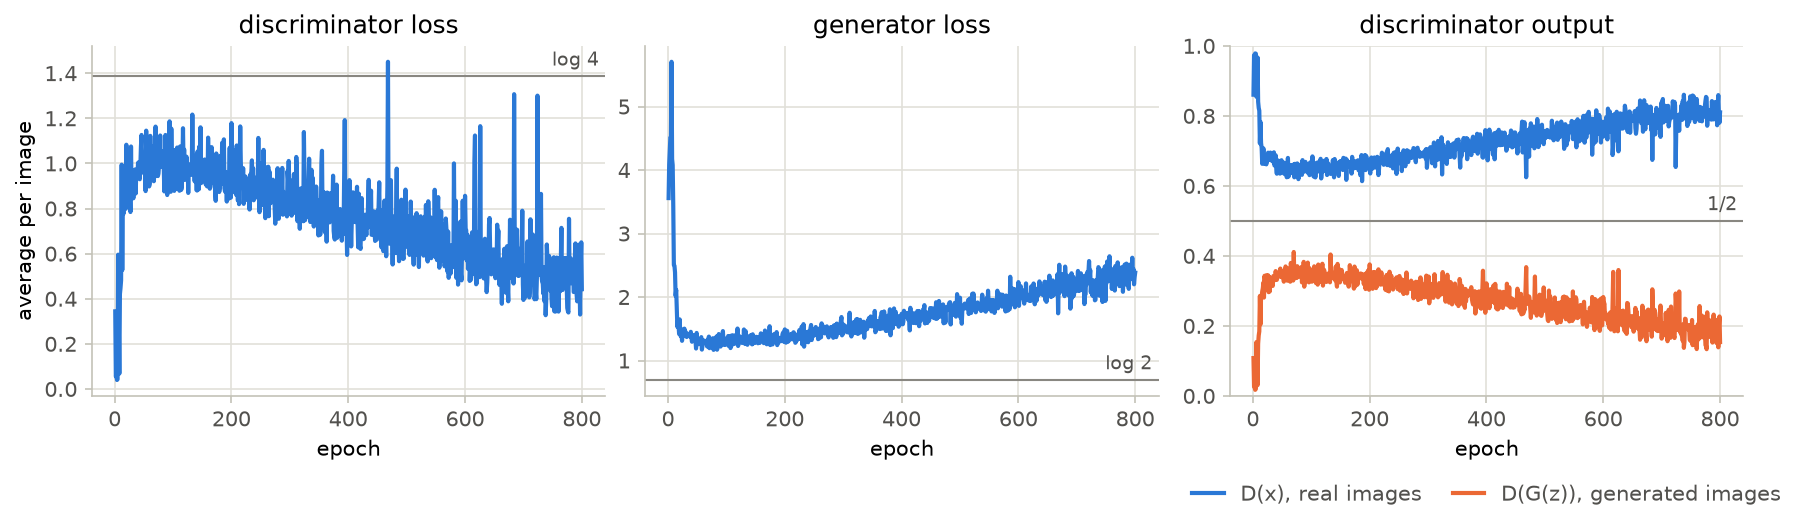 discriminator loss
average per image
1.4
1.2
1.0
0.8
0.6
0.4
0.2
0.0
log 4
0 200 400 600 800
epoch
generator loss
5
4
3
2
1
log 2
0 200 400 600 800
epoch
discriminator output
1.0
0.8
0.6
0.4
0.2
0.0
1/2
0 200 400 600 800
epoch
D(x), real images
D(G(z)), generated images